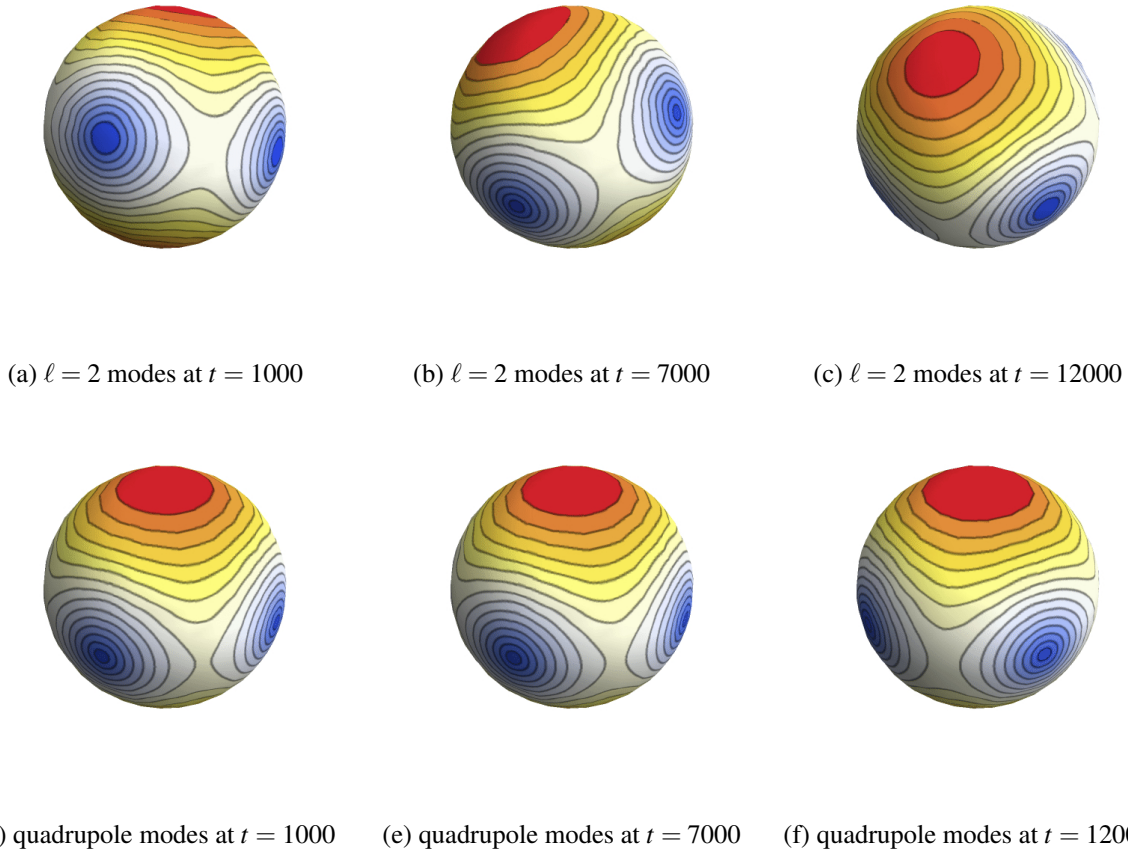 (a) ℓ = 2 modes at t = 1000
(b) ℓ = 2 modes at t = 7000
(c) ℓ = 2 modes at t = 12000
) quadrupole modes at t = 1000
(e) quadrupole modes at t = 7000
(f) quadrupole modes at t = 1200